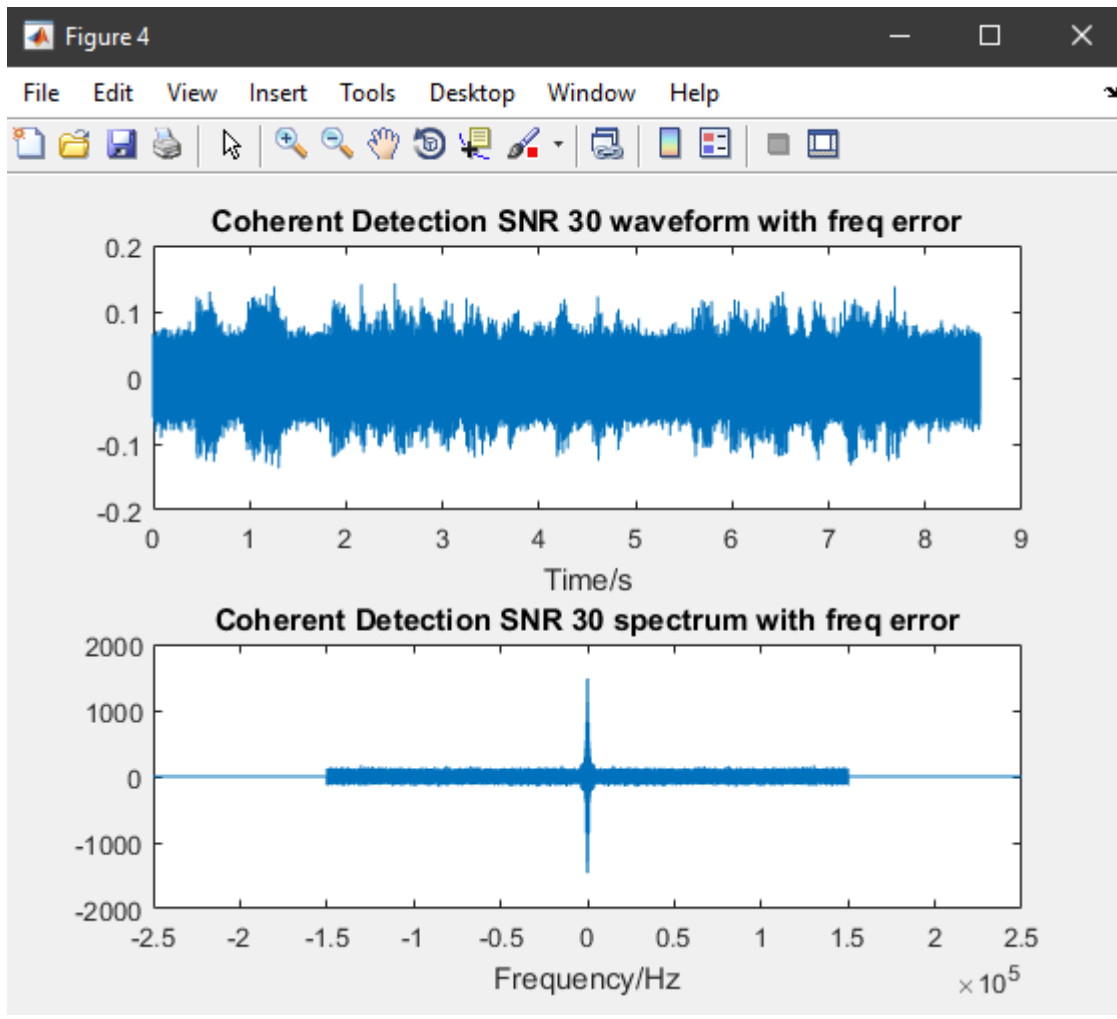 Figure 4
File Edit View Insert Tools Desktop Window Help
Coherent Detection SNR 30 waveform with freq error
0.2
0.1
0
-0.1
-0.2
0 1 2 3 4 5 6 7 8 9
Time/s
Coherent Detection SNR 30 spectrum with freq error
2000
1000
0
-1000
-2000
-2.5 -2 -1.5 -1 -0.5 0 0.5 1 1.5 2 2.5
Frequency/Hz ×10⁵